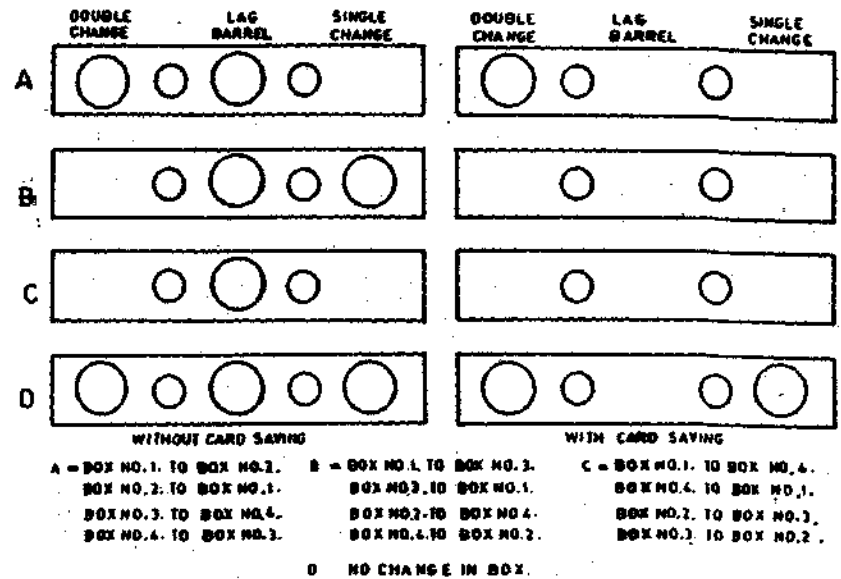 DOUBLE CHANGE LAG BARREL SINGLE CHANGE
DOUBLE CHANGE LAG BARREL SINGLE CHANGE
A
B
C
D
WITHOUT CARD SAVING WITH CARD SAVING
A = BOX NO.1. TO BOX NO.2. B = BOX NO.1. TO BOX NO.3. C = BOX NO.1. TO BOX NO.4.
BOX NO.2. TO BOX NO.1. BOX NO.3. TO BOX NO.1. BOX NO.4. TO BOX NO.1.
BOX NO.3. TO BOX NO.4. BOX NO.2. TO BOX NO.4. BOX NO.2. TO BOX NO.3.
BOX NO.4. TO BOX NO.3. BOX NO.4. TO BOX NO.2. BOX NO.3. TO BOX NO.2.
D NO CHANGE IN BOX.